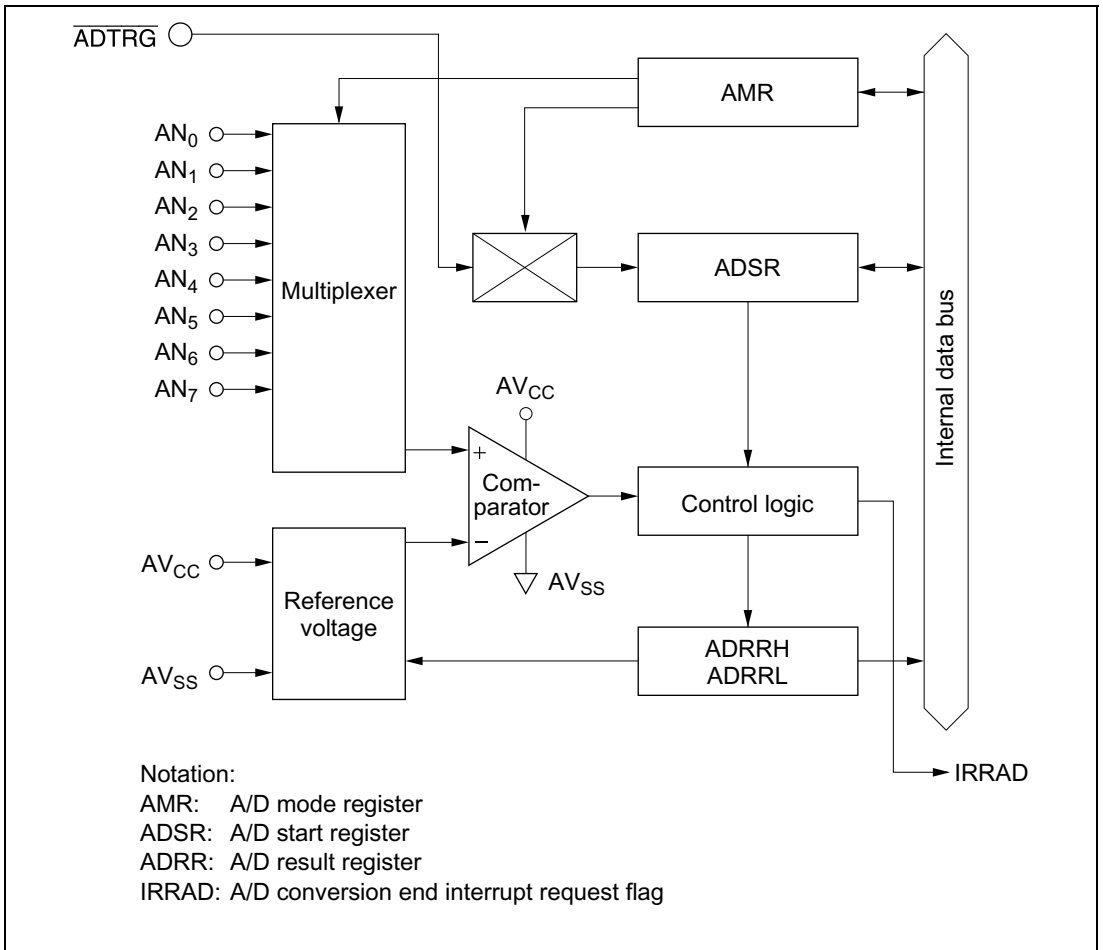 ADTRG
AMR
AN0
AN1
AN2
AN3
AN4
AN5
AN6
AN7
Multiplexer
ADSR
Internal data bus
AVCC
+
Com-
parator
−
AVSS
Control logic
AVCC
AVSS
Reference
voltage
ADRRH
ADRRL
IRRAD
Notation:
AMR: A/D mode register
ADSR: A/D start register
ADRR: A/D result register
IRRAD: A/D conversion end interrupt request flag